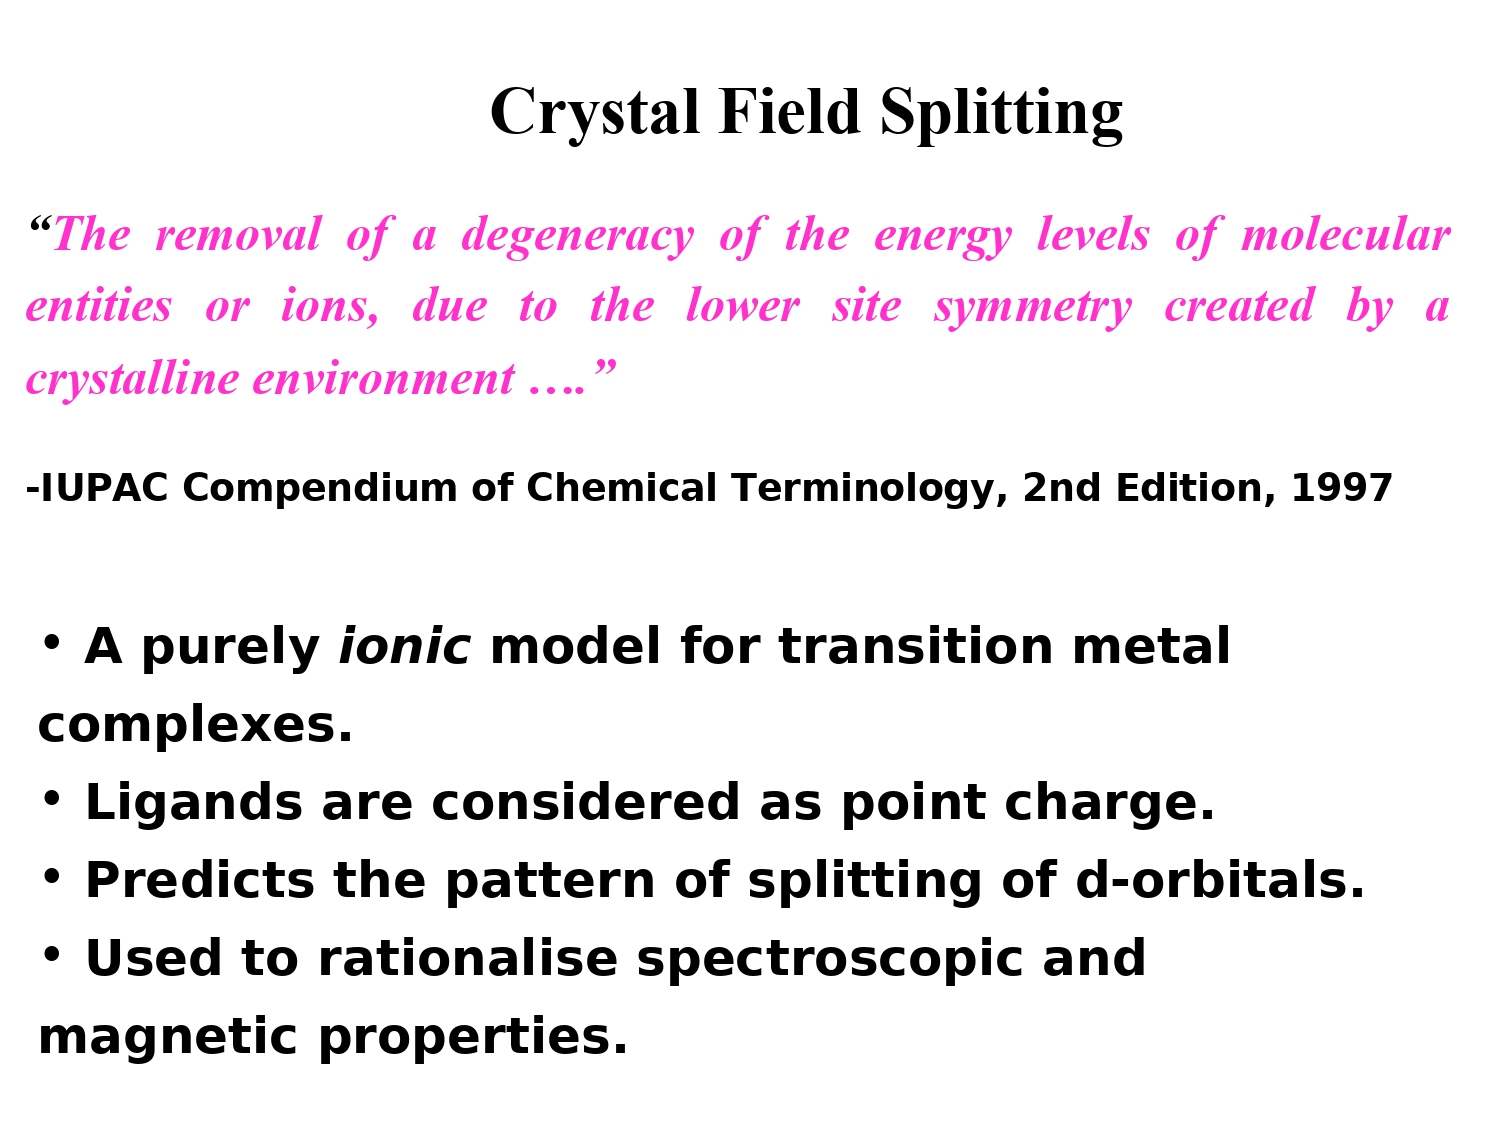 Crystal Field Splitting
“The removal of a degeneracy of the energy levels of molecular
entities or ions, due to the lower site symmetry created by a
crystalline environment ….”
-IUPAC Compendium of Chemical Terminology, 2nd Edition, 1997
• A purely ionic model for transition metal
complexes.
• Ligands are considered as point charge.
• Predicts the pattern of splitting of d-orbitals.
• Used to rationalise spectroscopic and
magnetic properties.